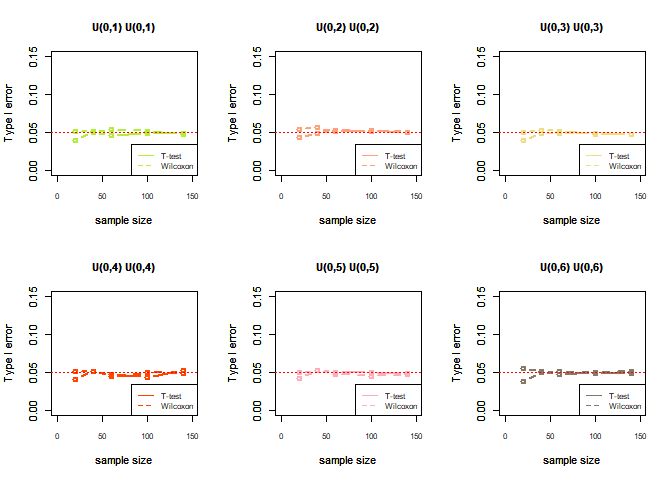 U(0,1) U(0,1)
Type I error
0.00 0.05 0.10 0.15
T-test
Wilcoxon
0 50 100 150
sample size
U(0,2) U(0,2)
Type I error
0.00 0.05 0.10 0.15
T-test
Wilcoxon
0 50 100 150
sample size
U(0,3) U(0,3)
Type I error
0.00 0.05 0.10 0.15
T-test
Wilcoxon
0 50 100 150
sample size
U(0,4) U(0,4)
Type I error
0.00 0.05 0.10 0.15
T-test
Wilcoxon
0 50 100 150
sample size
U(0,5) U(0,5)
Type I error
0.00 0.05 0.10 0.15
T-test
Wilcoxon
0 50 100 150
sample size
U(0,6) U(0,6)
Type I error
0.00 0.05 0.10 0.15
T-test
Wilcoxon
0 50 100 150
sample size